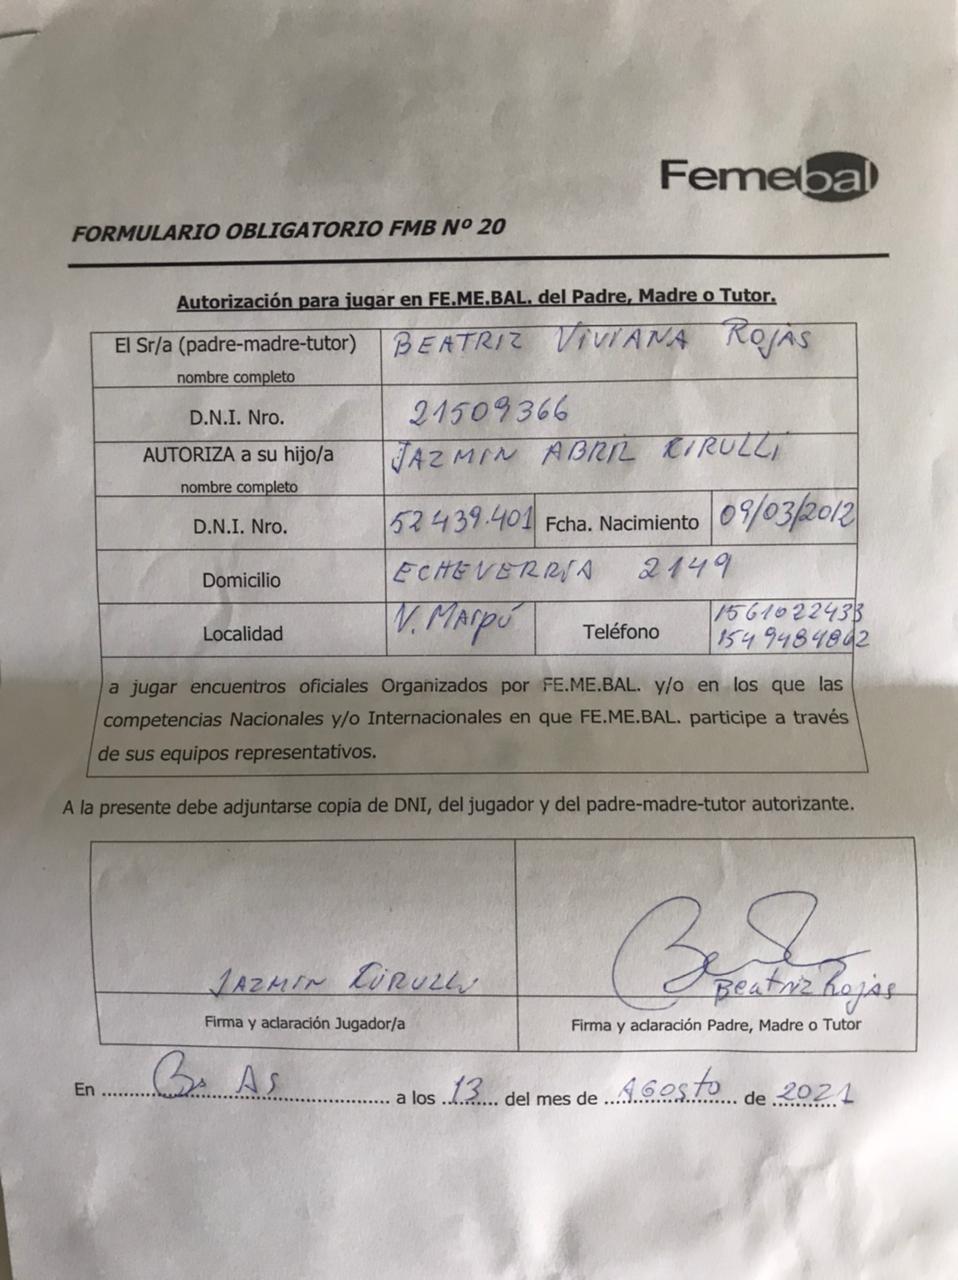 Femebal
FORMULARIO OBLIGATORIO FMB Nº 20
Autorización para jugar en FE.ME.BAL. del Padre, Madre o Tutor.
El Sr/a (padre-madre-tutor) BEATRIZ VIVIANA ROJAS
nombre completo
D.N.I. Nro. 21509366
AUTORIZA a su hijo/a JAZMIN ABRIL CIRULLI
nombre completo
D.N.I. Nro. 52439.401 Fcha. Nacimiento 09/03/2012
Domicilio ECHEVERRIA 2149
Localidad V. Maipú Teléfono 1561022433
1549484862
a jugar encuentros oficiales Organizados por FE.ME.BAL. y/o en los que las
competencias Nacionales y/o Internacionales en que FE.ME.BAL. participe a través
de sus equipos representativos.
A la presente debe adjuntarse copia de DNI, del jugador y del padre-madre-tutor autorizante.
JAZMIN CIRULLI Beatriz Rojas
Firma y aclaración Jugador/a Firma y aclaración Padre, Madre o Tutor
En Bs As a los 13 del mes de AGOSTO de 2021